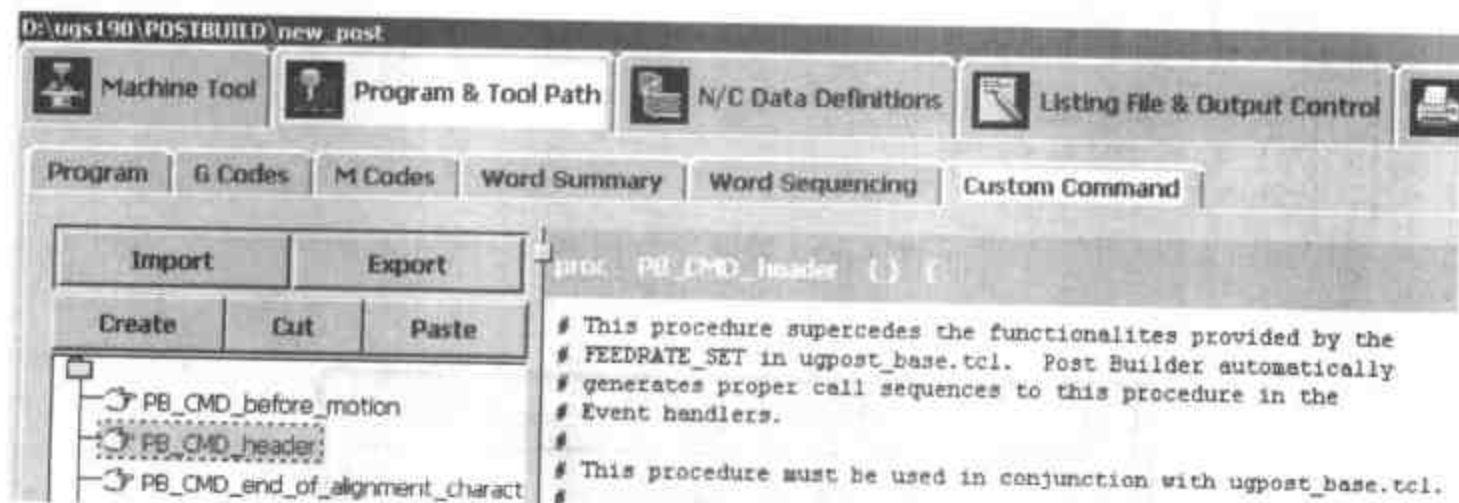 D:\ugs190\POSTBUILD\new_post
Machine Tool
Program & Tool Path
N/C Data Definitions
Listing File & Output Control
Program
G Codes
M Codes
Word Summary
Word Sequencing
Custom Command
Import
Export
Create
Cut
Paste
PB_CMD_before_motion
PB_CMD_header
PB_CMD_end_of_alignment_charact
proc PB_CMD_header () {
# This procedure supercedes the functionalites provided by the
# FEEDRATE_SET in ugpost_base.tcl. Post Builder automatically
# generates proper call sequences to this procedure in the
# Event handlers.
#
# This procedure must be used in conjunction with ugpost_base.tcl.
#